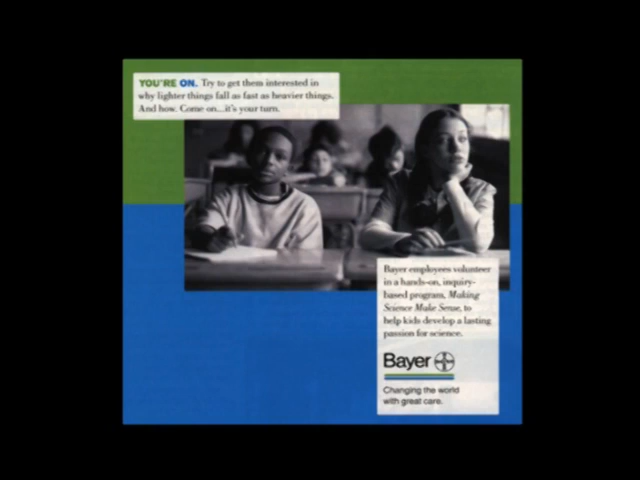 YOU'RE ON. Try to get them interested in
why lighter things fall as fast as heavier things.
And how. Come on...it's your turn.
Bayer employees volunteer
in a hands-on, inquiry-
based program, Making
Science Make Sense, to
help kids develop a lasting
passion for science.
Bayer
Changing the world
with great care.